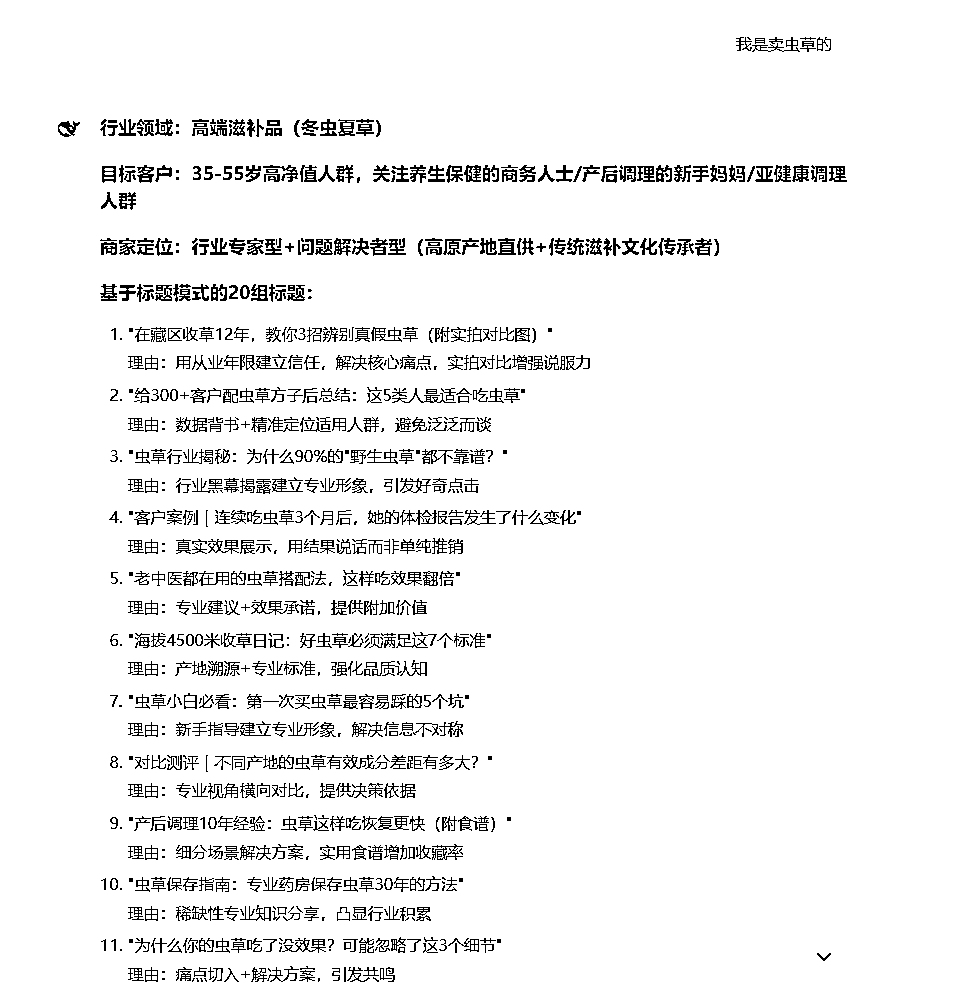 我是卖虫草的
行业领域：高端滋补品（冬虫夏草）
目标客户：35-55岁高净值人群，关注养生保健的商务人士/产后调理的新手妈妈/亚健康调理
人群
商家定位：行业专家型+问题解决者型（高原产地直供+传统滋补文化传承者）
基于标题模式的20组标题：
1. "在藏区收草12年，教你3招辨别真假虫草（附实拍对比图）"
理由：用从业年限建立信任，解决核心痛点，实拍对比增强说服力
2. "给300+客户配虫草方子后总结：这5类人最适合吃虫草"
理由：数据背书+精准定位适用人群，避免泛泛而谈
3. "虫草行业揭秘：为什么90%的"野生虫草"都不靠谱？"
理由：行业黑幕揭露建立专业形象，引发好奇点击
4. "客户案例 | 连续吃虫草3个月后，她的体检报告发生了什么变化"
理由：真实效果展示，用结果说话而非单纯推销
5. "老中医都在用的虫草搭配法，这样吃效果翻倍"
理由：专业建议+效果承诺，提供附加价值
6. "海拔4500米收草日记：好虫草必须满足这7个标准"
理由：产地溯源+专业标准，强化品质认知
7. "虫草小白必看：第一次买虫草最容易踩的5个坑"
理由：新手指导建立专业形象，解决信息不对称
8. "对比测评 | 不同产地的虫草有效成分差距有多大？"
理由：专业视角横向对比，提供决策依据
9. "产后调理10年经验：虫草这样吃恢复更快（附食谱）"
理由：细分场景解决方案，实用食谱增加收藏率
10. "虫草保存指南：专业药房保存虫草30年的方法"
理由：稀缺性专业知识分享，凸显行业积累
11. "为什么你的虫草吃了没效果？可能忽略了这3个细节"
理由：痛点切入+解决方案，引发共鸣